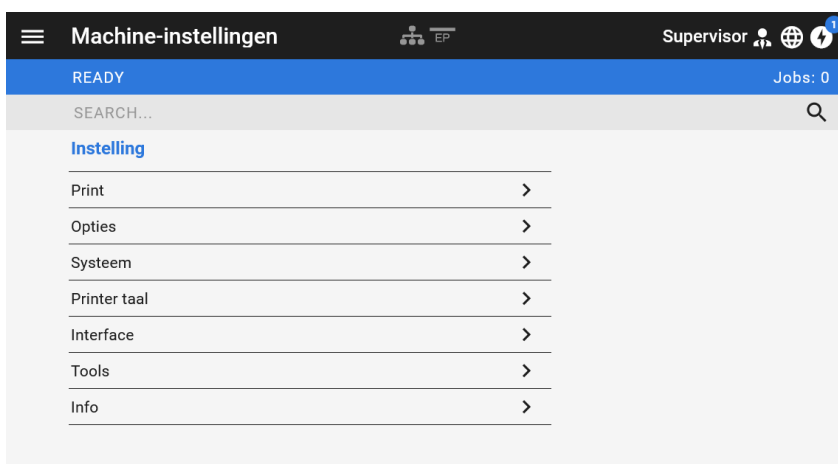 Machine-instellingen EP Supervisor 1
READY Jobs: 0
SEARCH...
Instelling
Print
Opties
Systeem
Printer taal
Interface
Tools
Info